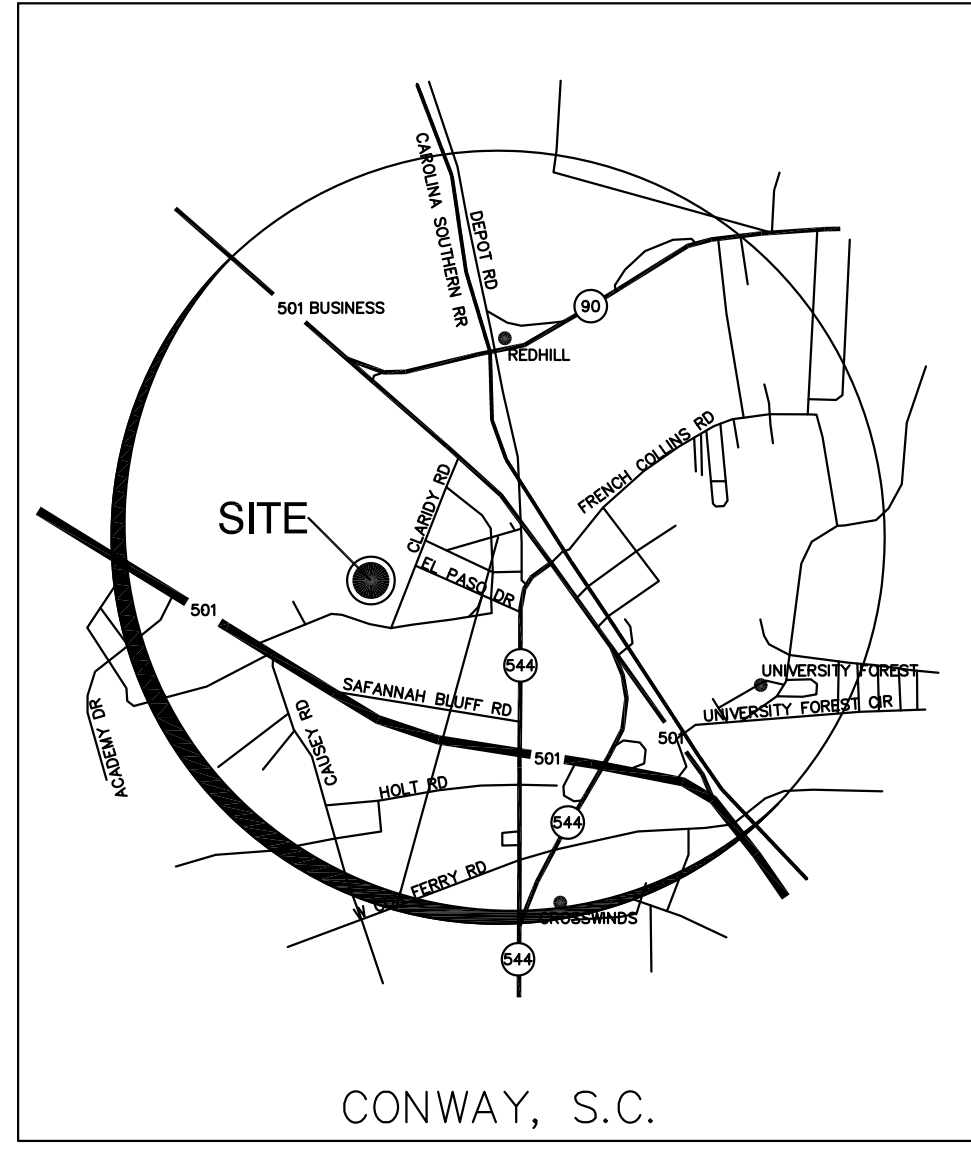 CAROLINA SOUTHERN RR
DEPOT RD
501 BUSINESS
90
REDHILL
FRENCH COLLINS RD
CLARIDY RD
SITE
EL PASO DR
501
544
SAFANNAH BLUFF RD
UNIVERSITY FOREST
UNIVERSITY FOREST CIR
ACADEMY DR
CAUSEY RD
501
501
HOLT RD
544
W FERRY RD
CROSSWINDS
544
CONWAY, S.C.